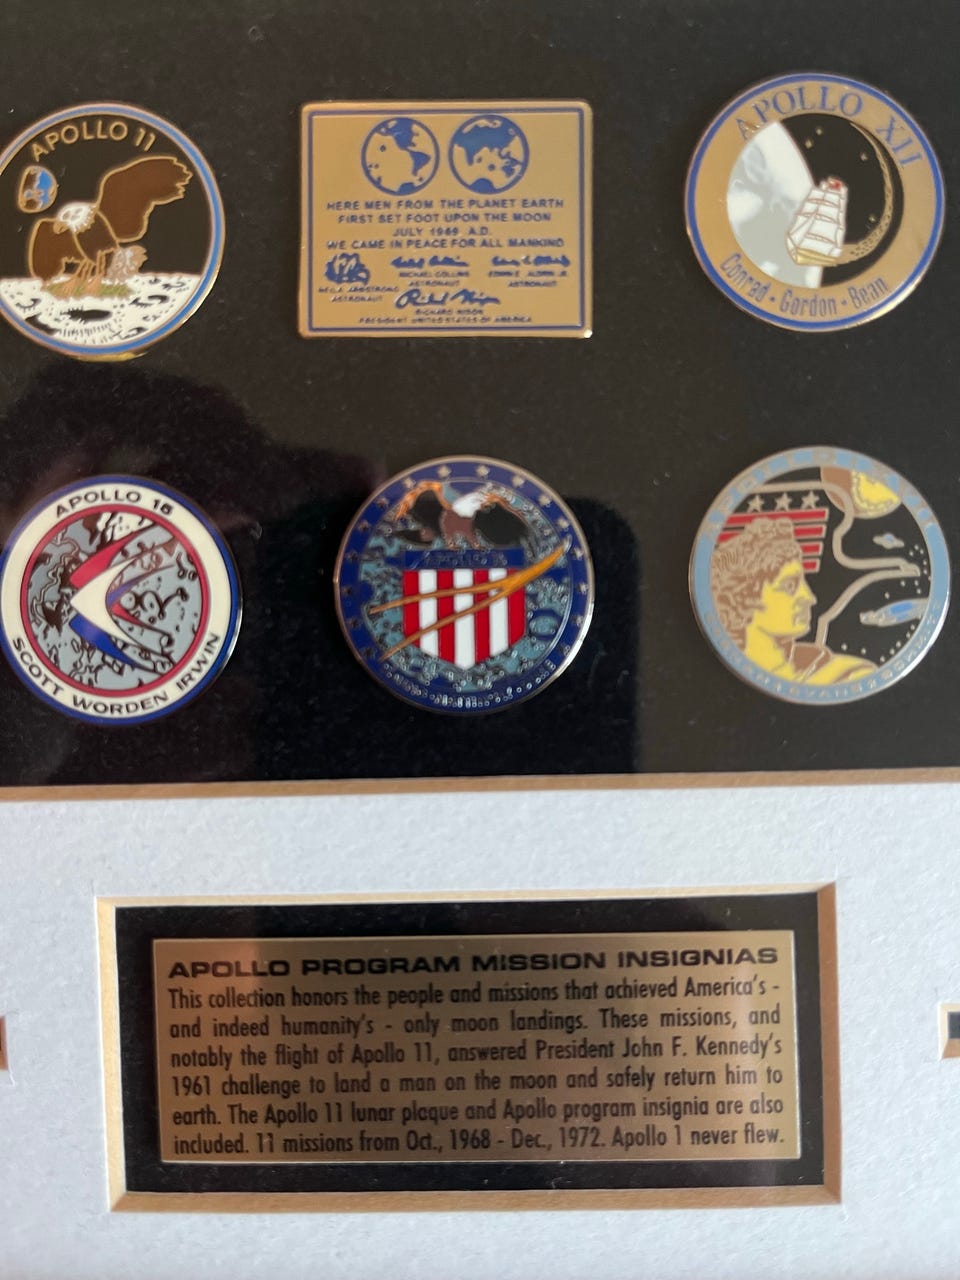 APOLLO 11
HERE MEN FROM THE PLANET EARTH
FIRST SET FOOT UPON THE MOON
JULY 1969 A.D.
WE CAME IN PEACE FOR ALL MANKIND
NEIL A. ARMSTRONG
ASTRONAUT
MICHAEL COLLINS
ASTRONAUT
EDWIN E. ALDRIN JR.
ASTRONAUT
RICHARD NIXON
PRESIDENT UNITED STATES OF AMERICA
APOLLO XII
Conrad • Gordon • Bean
APOLLO 15
SCOTT WORDEN IRWIN
APOLLO PROGRAM MISSION INSIGNIAS
This collection honors the people and missions that achieved America's -
and indeed humanity's - only moon landings. These missions, and
notably the flight of Apollo 11, answered President John F. Kennedy's
1961 challenge to land a man on the moon and safely return him to
earth. The Apollo 11 lunar plaque and Apollo program insignia are also
included. 11 missions from Oct., 1968 - Dec., 1972. Apollo 1 never flew.